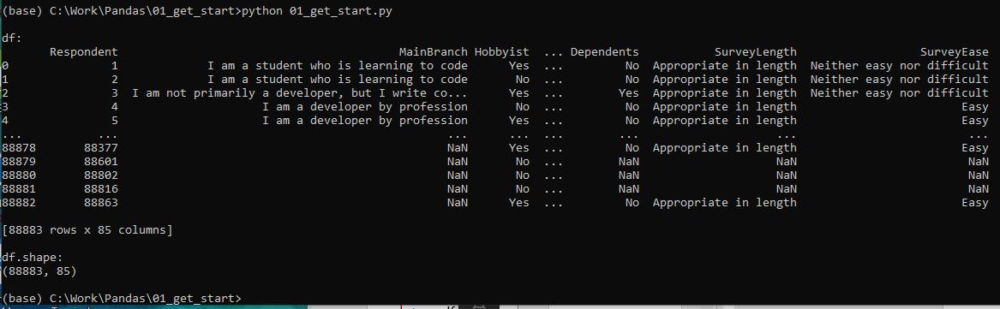 (base) C:\Work\Pandas\01_get_start>python 01_get_start.py
df:
Respondent MainBranch Hobbyist ... Dependents SurveyLength SurveyEase
0 1 I am a student who is learning to code Yes ... No Appropriate in length Neither easy nor difficult
1 2 I am a student who is learning to code No ... No Appropriate in length Neither easy nor difficult
2 3 I am not primarily a developer, but I write co... Yes ... Yes Appropriate in length Neither easy nor difficult
3 4 I am a developer by profession No ... No Appropriate in length Easy
4 5 I am a developer by profession Yes ... No Appropriate in length Easy
... ... ... ... ... ... ... ...
88878 88377 NaN Yes ... No Appropriate in length Easy
88879 88601 NaN No ... NaN NaN NaN
88880 88802 NaN No ... NaN NaN NaN
88881 88816 NaN No ... NaN NaN NaN
88882 88863 NaN Yes ... No Appropriate in length Easy
[88883 rows x 85 columns]
df.shape:
(88883, 85)
(base) C:\Work\Pandas\01_get_start>